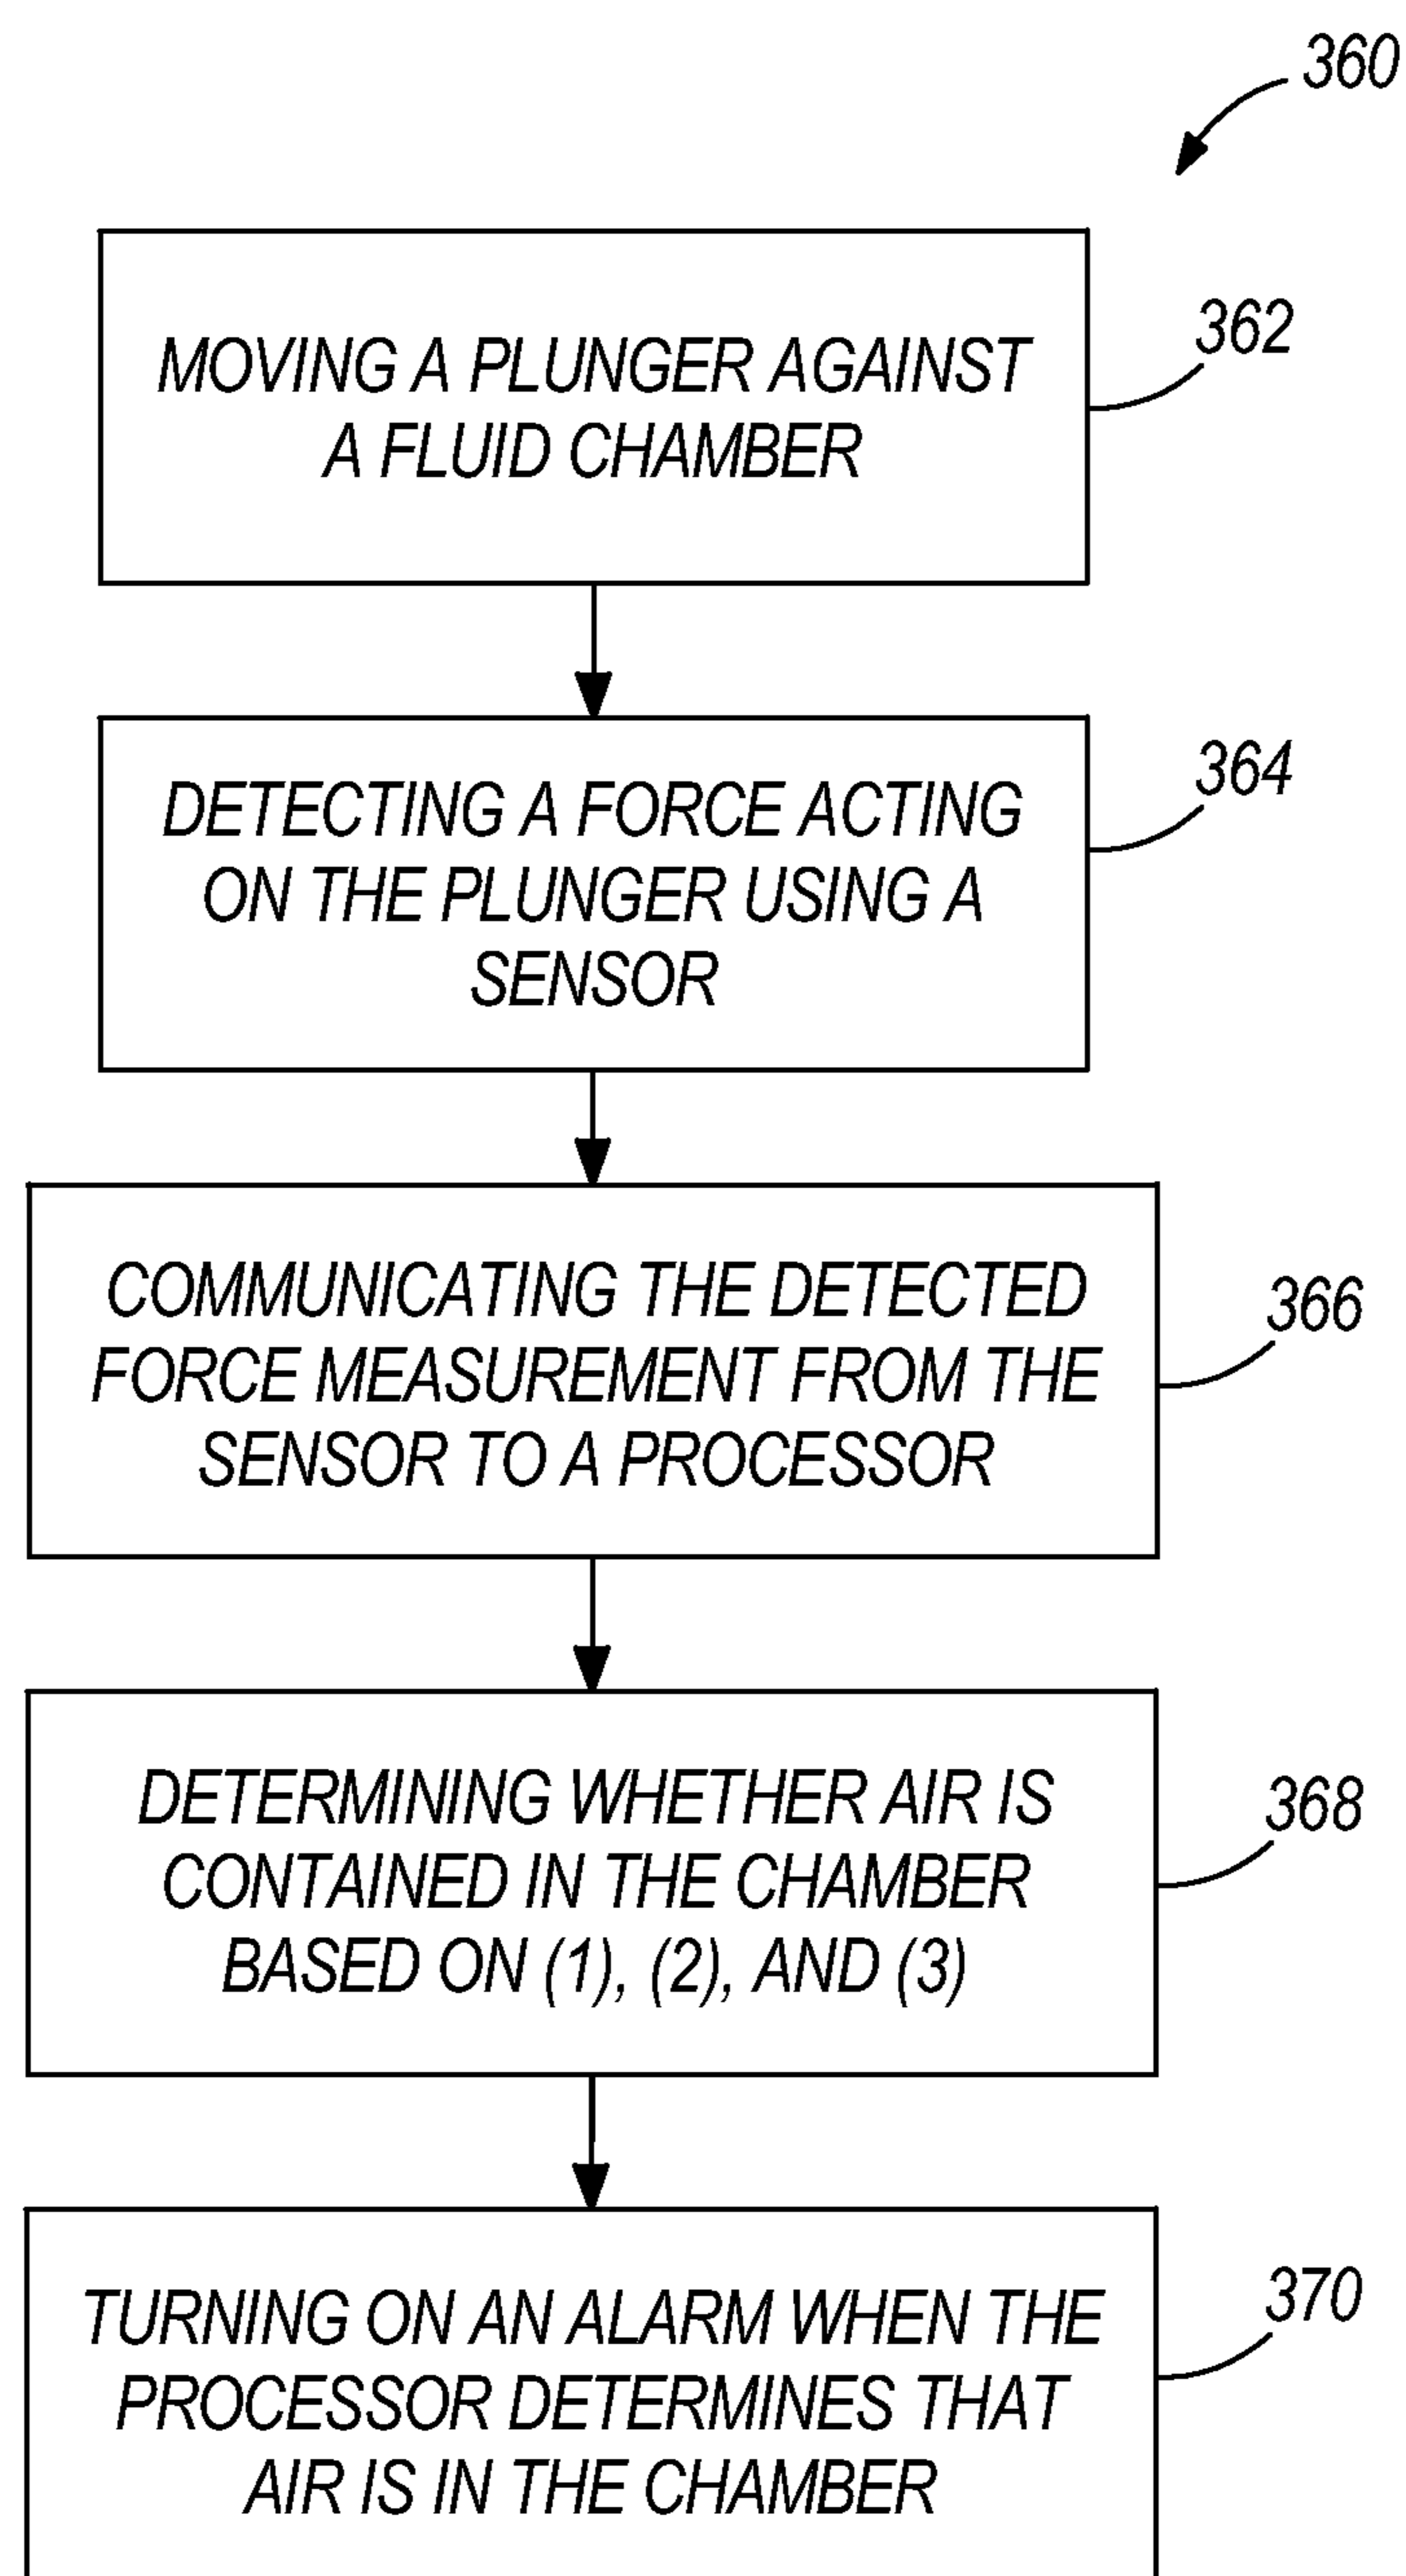 360
MOVING A PLUNGER AGAINST
A FLUID CHAMBER
362
DETECTING A FORCE ACTING
ON THE PLUNGER USING A
SENSOR
364
COMMUNICATING THE DETECTED
FORCE MEASUREMENT FROM THE
SENSOR TO A PROCESSOR
366
DETERMINING WHETHER AIR IS
CONTAINED IN THE CHAMBER
BASED ON (1), (2), AND (3)
368
TURNING ON AN ALARM WHEN THE
PROCESSOR DETERMINES THAT
AIR IS IN THE CHAMBER
370